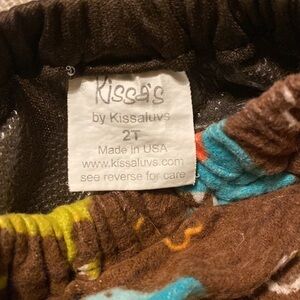 Kissa's
by Kissaluvs
2T
Made in USA
www.kissaluvs.com
see reverse for care